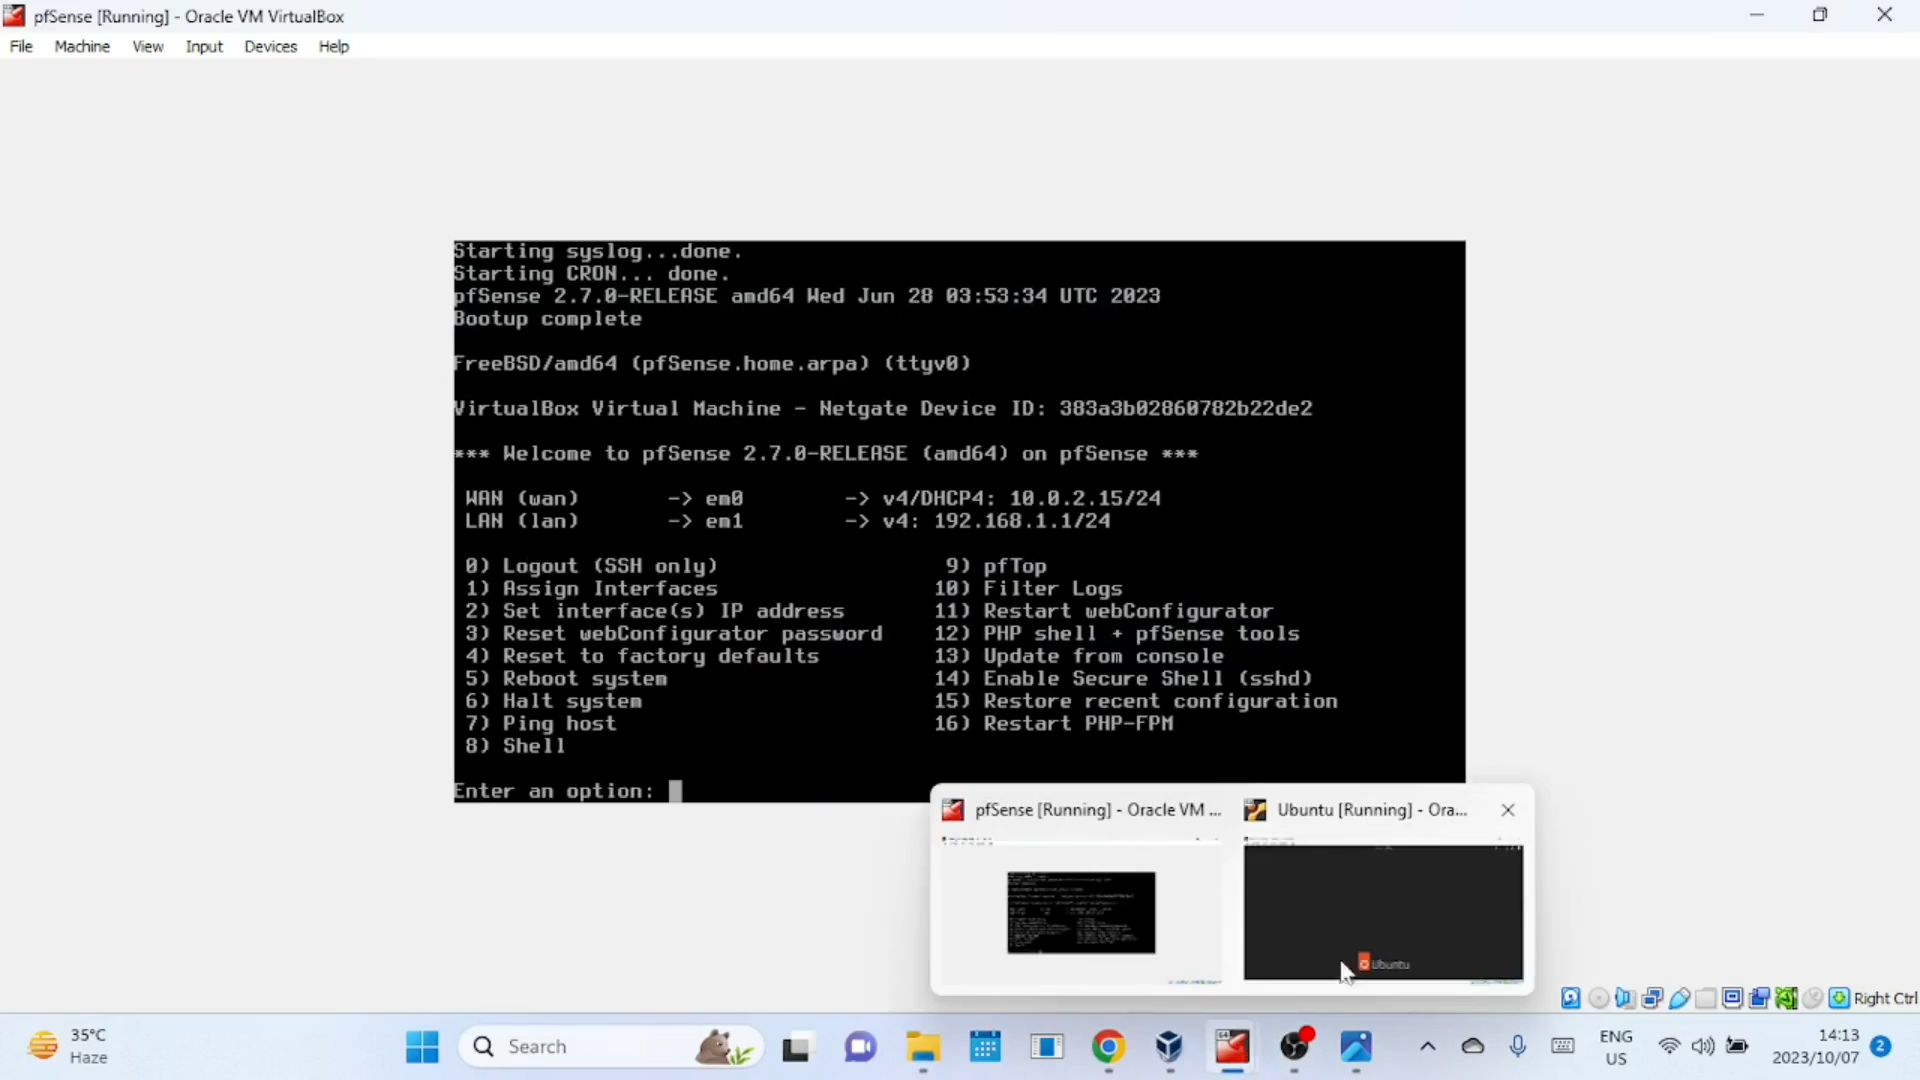 pfSense [Running] - Oracle VM VirtualBox
File Machine View Input Devices Help
Starting syslog...done.
Starting CRON... done.
pfSense 2.7.0-RELEASE amd64 Wed Jun 28 03:53:34 UTC 2023
Bootup complete
FreeBSD/amd64 (pfSense.home.arpa) (ttyv0)
VirtualBox Virtual Machine - Netgate Device ID: 383a3b02860782b22de2
*** Welcome to pfSense 2.7.0-RELEASE (amd64) on pfSense ***
WAN (wan) -> em0 -> v4/DHCP4: 10.0.2.15/24
LAN (lan) -> em1 -> v4: 192.168.1.1/24
0) Logout (SSH only) 9) pfTop
1) Assign Interfaces 10) Filter Logs
2) Set interface(s) IP address 11) Restart webConfigurator
3) Reset webConfigurator password 12) PHP shell + pfSense tools
4) Reset to factory defaults 13) Update from console
5) Reboot system 14) Enable Secure Shell (sshd)
6) Halt system 15) Restore recent configuration
7) Ping host 16) Restart PHP-FPM
8) Shell
Enter an option:
pfSense [Running] - Oracle VM ... Ubuntu [Running] - Ora...
Ubuntu
Right Ctrl
35°C
Haze
Search
ENG
US
14:13
2023/10/07
2